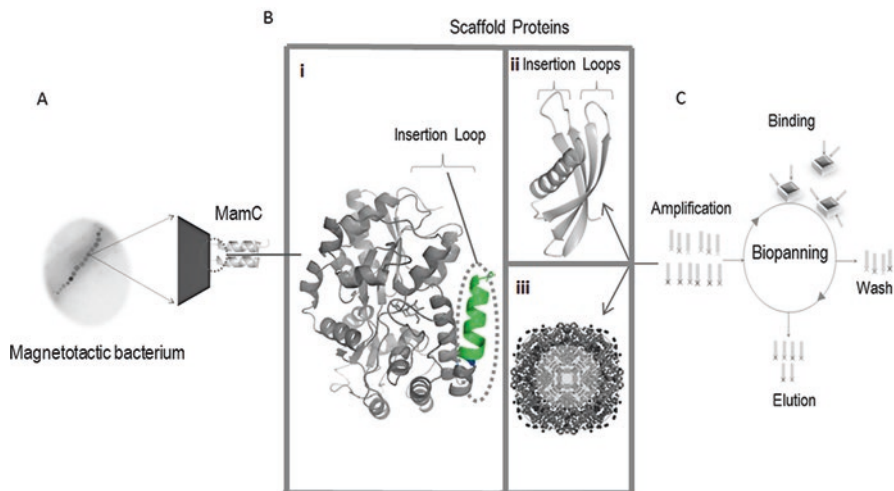 B
Scaffold Proteins
A
Magnetotactic bacterium
MamC
i
Insertion Loop
ii
Insertion Loops
iii
C
Binding
Amplification
Biopanning
Wash
Elution